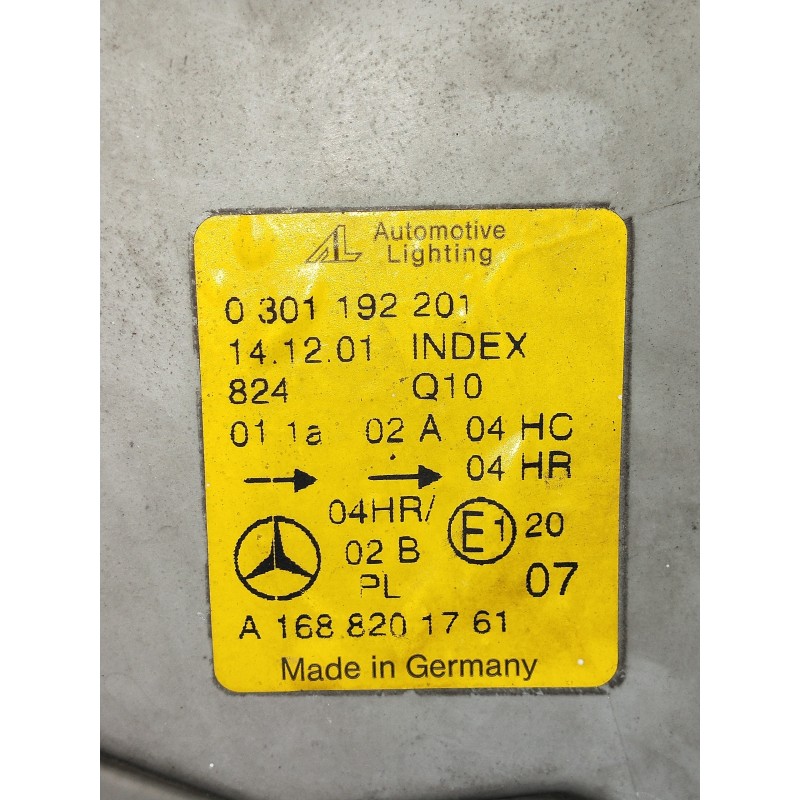 AL Automotive
Lighting
0 301 192 201
14.12.01 INDEX
824 Q10
01 1a 02 A 04 HC
→ → 04 HR
04HR/
02 B E1 20
PL 07
A 168 820 17 61
Made in Germany